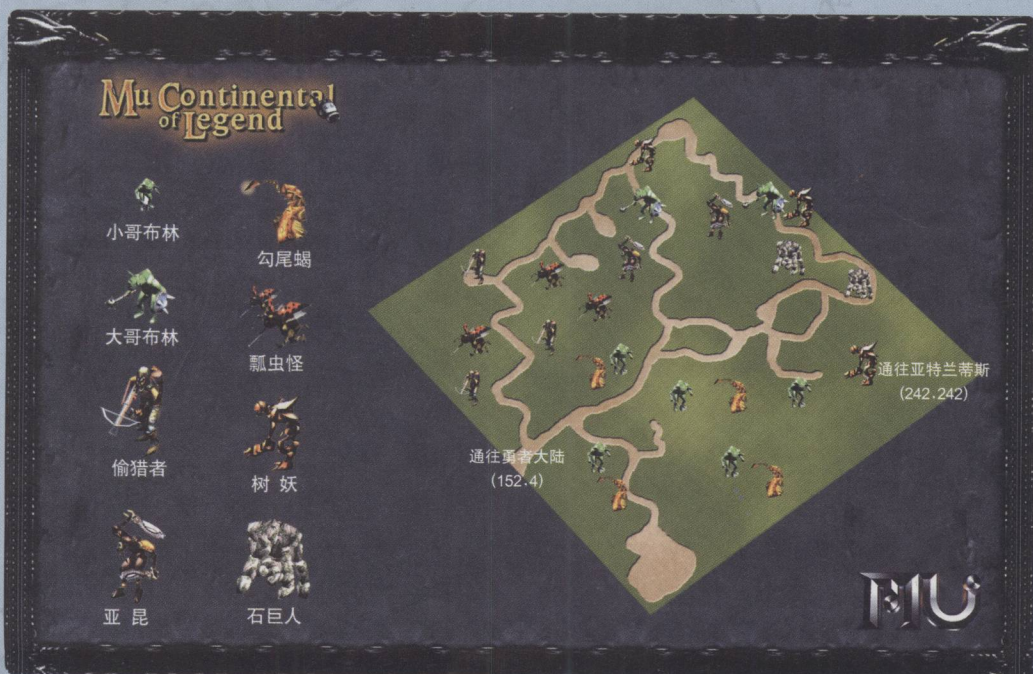 Mu Continental
of Legend
小哥布林
勾尾蝎
大哥布林
瓢虫怪
偷猎者
树 妖
亚 昆
石巨人
通往亚特兰蒂斯
(242.242)
通往勇者大陆
(152.4)
MU